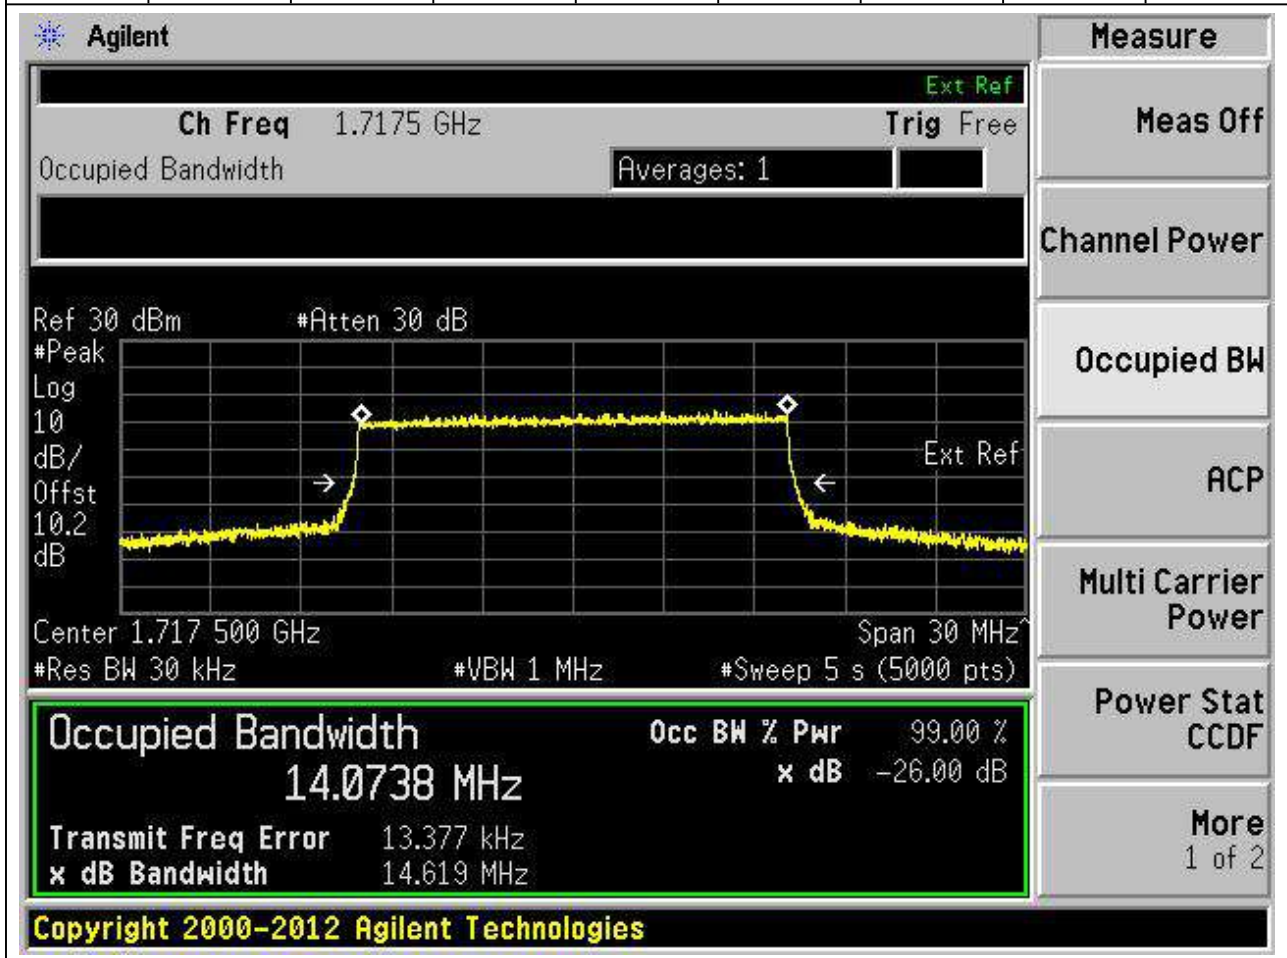 Agilent
Measure
Ext Ref
Ch Freq 1.7175 GHz Trig Free
Meas Off
Occupied Bandwidth Averages: 1
Channel Power
Ref 30 dBm #Atten 30 dB
#Peak
Log
10
dB/
Offst
10.2
dB
Ext Ref
Occupied BW
ACP
Multi Carrier
Power
Center 1.717 500 GHz Span 30 MHz^
#Res BW 30 kHz #VBW 1 MHz #Sweep 5 s (5000 pts)
Power Stat
CCDF
Occupied Bandwidth Occ BW % Pwr 99.00 %
14.0738 MHz x dB -26.00 dB
Transmit Freq Error 13.377 kHz
x dB Bandwidth 14.619 MHz
More
1 of 2
Copyright 2000-2012 Agilent Technologies